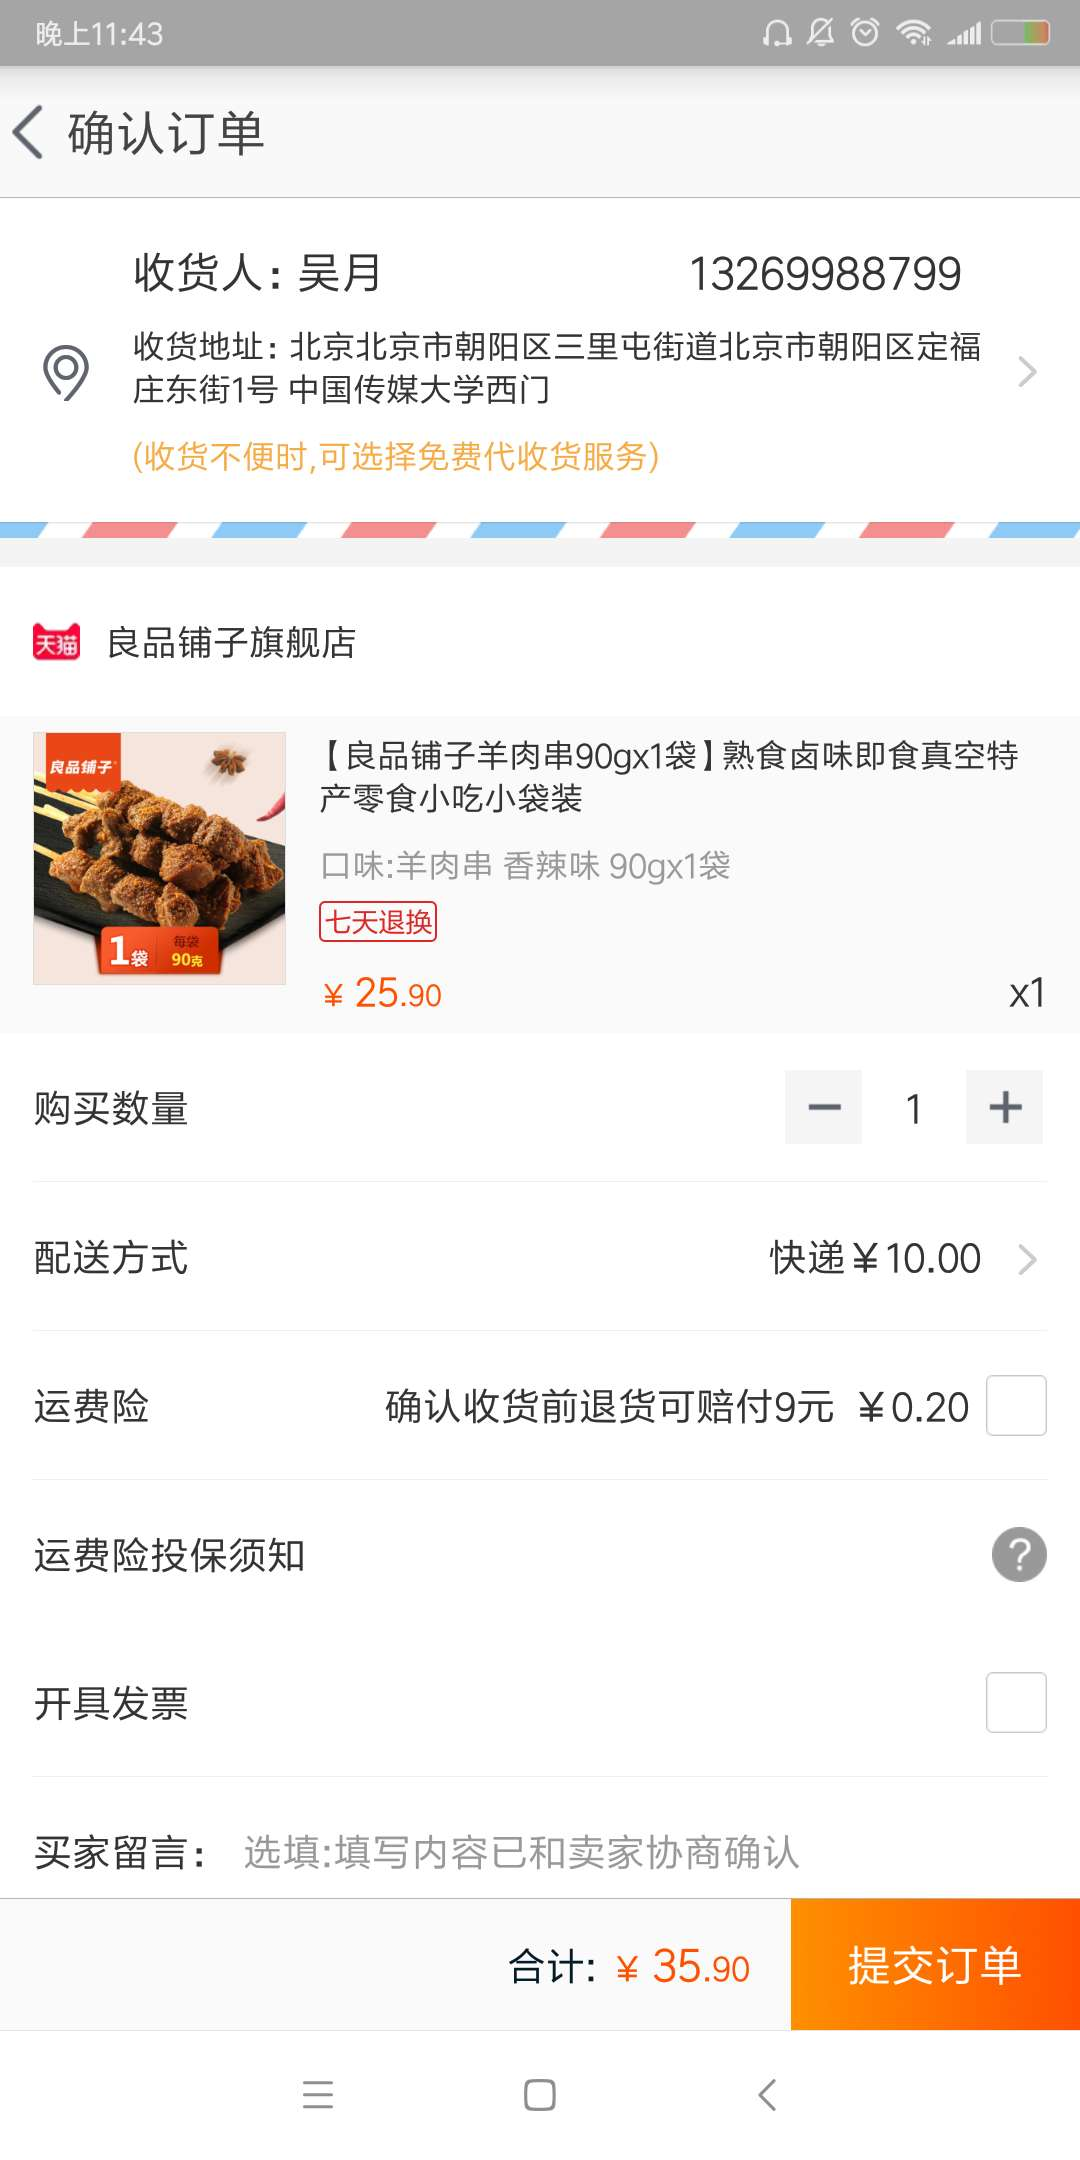 晚上11:43
确认订单
收货人：吴月 13269988799
收货地址：北京北京市朝阳区三里屯街道北京市朝阳区定福
庄东街1号 中国传媒大学西门
(收货不便时,可选择免费代收货服务)
天猫 良品铺子旗舰店
良品铺子
1袋 每袋
90克
【良品铺子羊肉串90gx1袋】熟食卤味即食真空特
产零食小吃小袋装
口味:羊肉串 香辣味 90gx1袋
七天退换
¥ 25.90 x1
购买数量 1
配送方式 快递¥10.00
运费险 确认收货前退货可赔付9元 ¥0.20
运费险投保须知 ?
开具发票
买家留言： 选填:填写内容已和卖家协商确认
合计: ¥ 35.90 提交订单